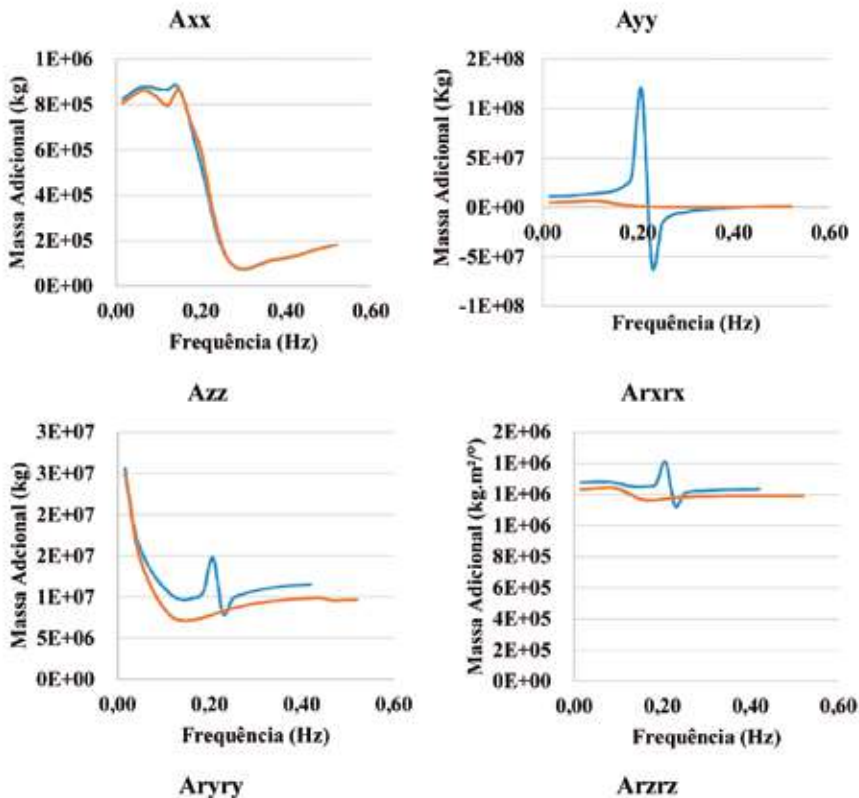 Axx
1E+06
8E+05
6E+05
4E+05
2E+05
0E+00
Massa Adicional (kg)
0,00 0,20 0,40 0,60
Frequência (Hz)
Ayy
2E+08
1E+08
5E+07
0E+00
-5E+07
-1E+08
Massa Adicional (Kg)
0,00 0,20 0,40 0,60
Frequência (Hz)
Azz
3E+07
3E+07
2E+07
2E+07
1E+07
5E+06
0E+00
Massa Adcional (kg)
0,00 0,20 0,40 0,60
Frequência (Hz)
Arxrx
2E+06
1E+06
1E+06
1E+06
8E+05
6E+05
4E+05
2E+05
0E+00
Massa Adicional (kg.m²/°)
0,00 0,20 0,40 0,60
Frequência (Hz)
Aryry
Arzrz